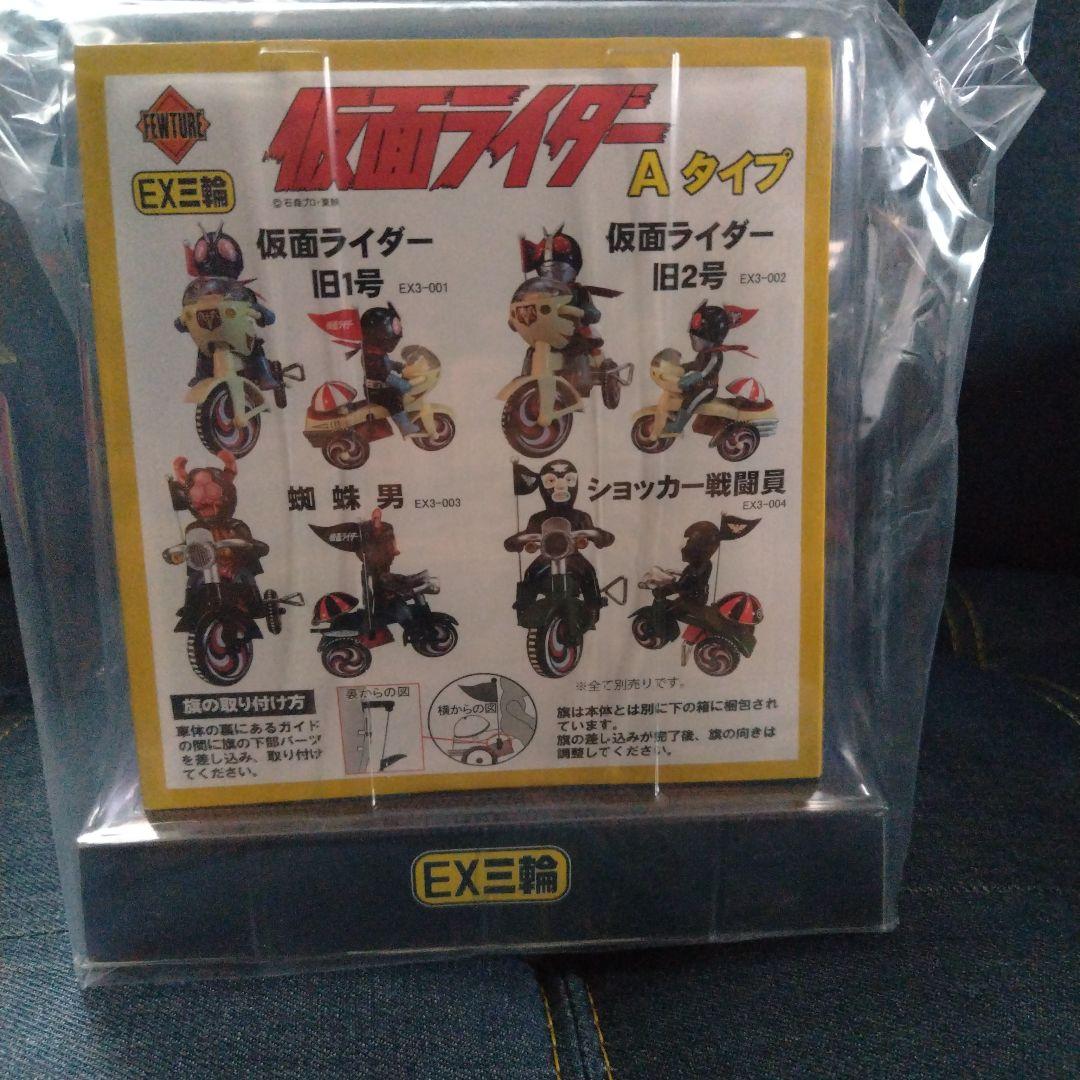 FEWTURE
仮面ライダー
EX三輪
©石森プロ・東映
Aタイプ
仮面ライダー
旧1号 EX3-001
仮面ライダー
旧2号 EX3-002
蜘蛛男 EX3-003
仮面ライダー
ショッカー戦闘員
EX3-004
旗の取り付け方
車体の裏にあるガイド
の間に旗の下部パーツ
を差し込み、取り付け
てください。
裏からの図
横からの図
※全て別売りです。
旗は本体とは別に下の箱に梱包され
ています。
旗の差し込みが完了後、旗の向きは
調整してください。
EX三輪